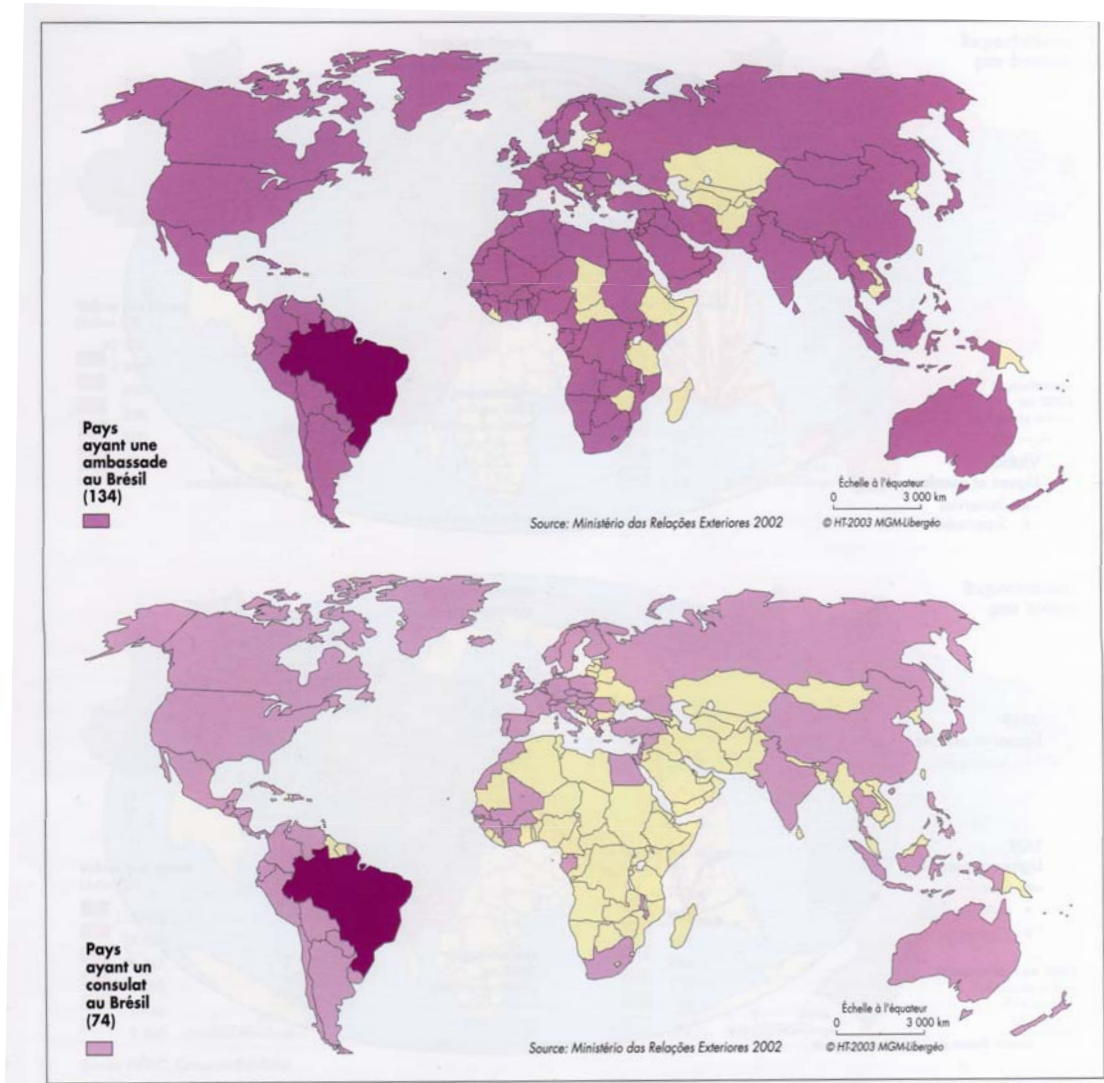 Pays
ayant une
ambassade
au Brésil
(134)
Échelle à l'équateur
0 3 000 km
Source: Ministério das Relações Exteriores 2002
© HT-2003 MGM-Libergéo
Pays
ayant un
consulat
au Brésil
(74)
Échelle à l'équateur
0 3 000 km
Source: Ministério das Relações Exteriores 2002
© HT-2003 MGM-Libergéo